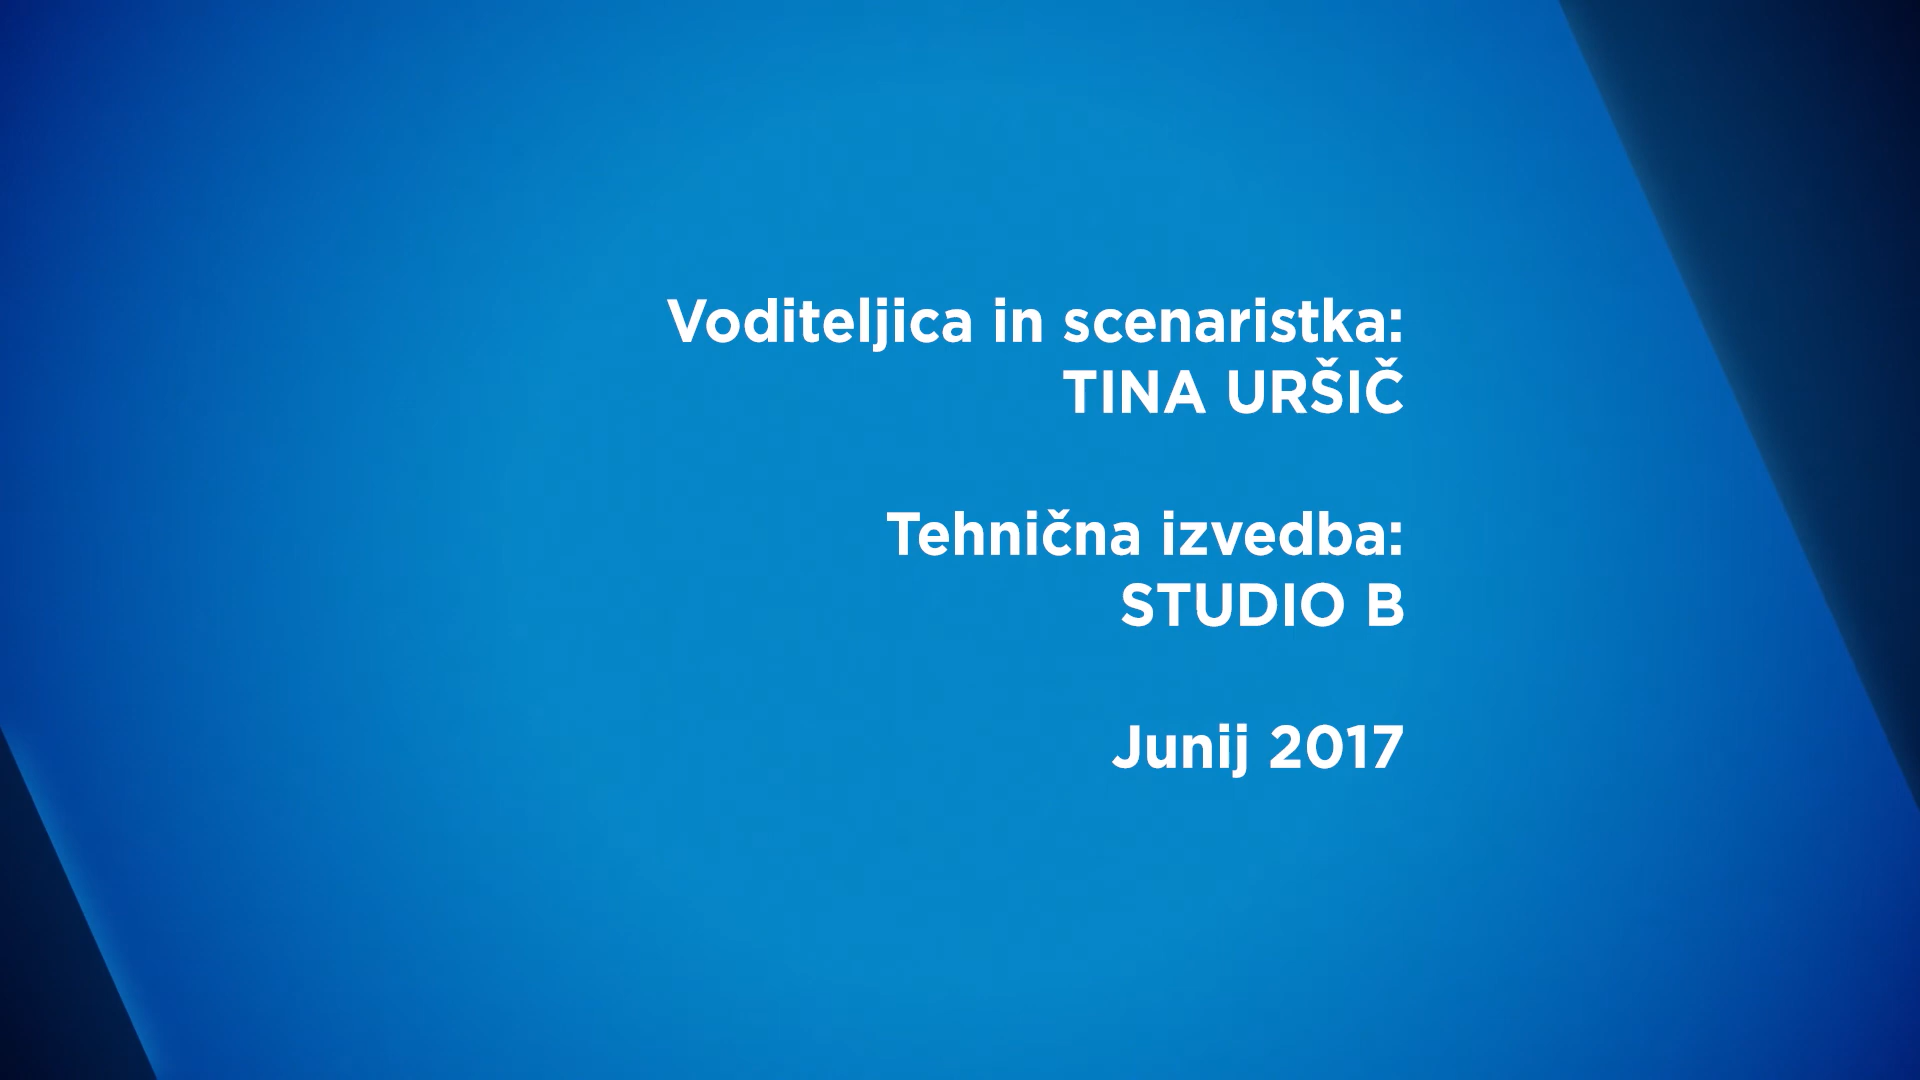 Voditeljica in scenaristka:
TINA URŠIČ
Tehnična izvedba:
STUDIO B
Junij 2017